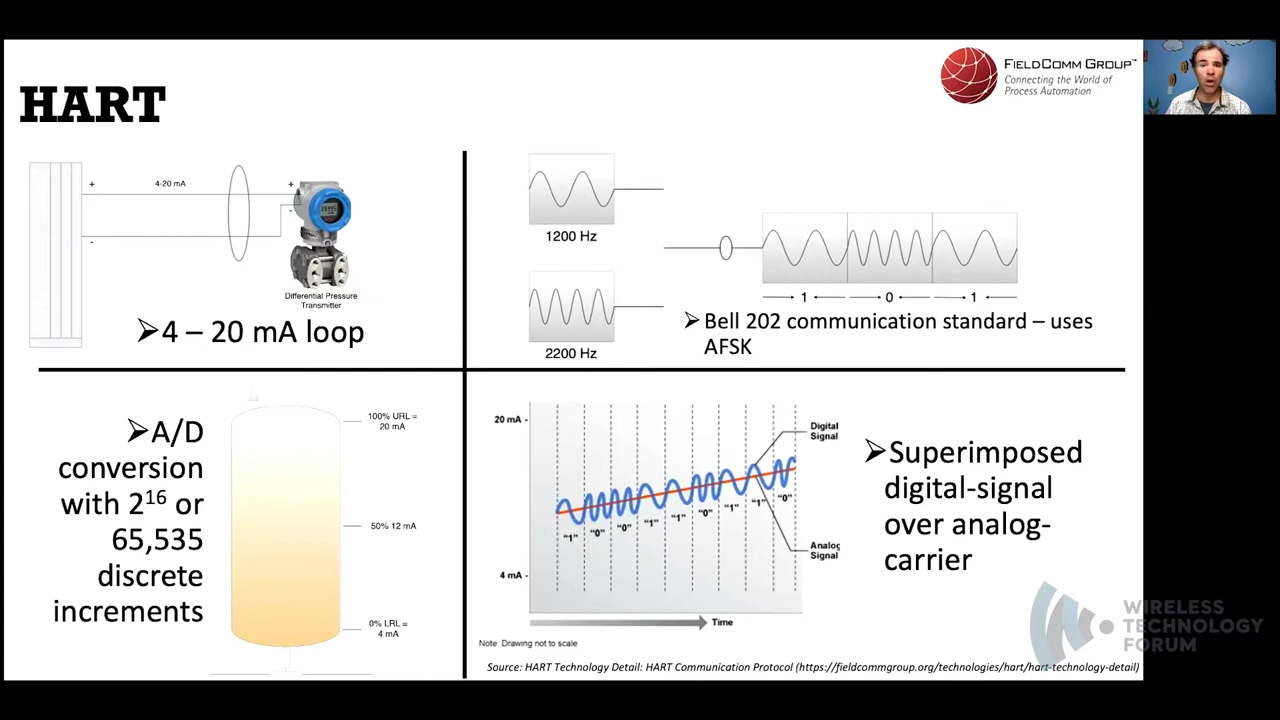 HART
FIELDCOMM GROUP™
Connecting the World of
Process Automation
+
4-20 mA
+
-
-
Differential Pressure
Transmitter
➢4 – 20 mA loop
1200 Hz
2200 Hz
1 0 1
➢ Bell 202 communication standard – uses
AFSK
➢A/D
conversion
with 2¹⁶ or
65,535
discrete
increments
100% URL =
20 mA
50% 12 mA
0% LRL =
4 mA
20 mA
Digital
Signal
"1" "0" "0" "1" "1" "0" "1" "0"
Analog
Signal
4 mA
Time
Note: Drawing not to scale
➢Superimposed
digital-signal
over analog-
carrier
Source: HART Technology Detail: HART Communication Protocol (https://fieldcommgroup.org/technologies/hart/hart-technology-detail)
WIRELESS
TECHNOLOGY
FORUM